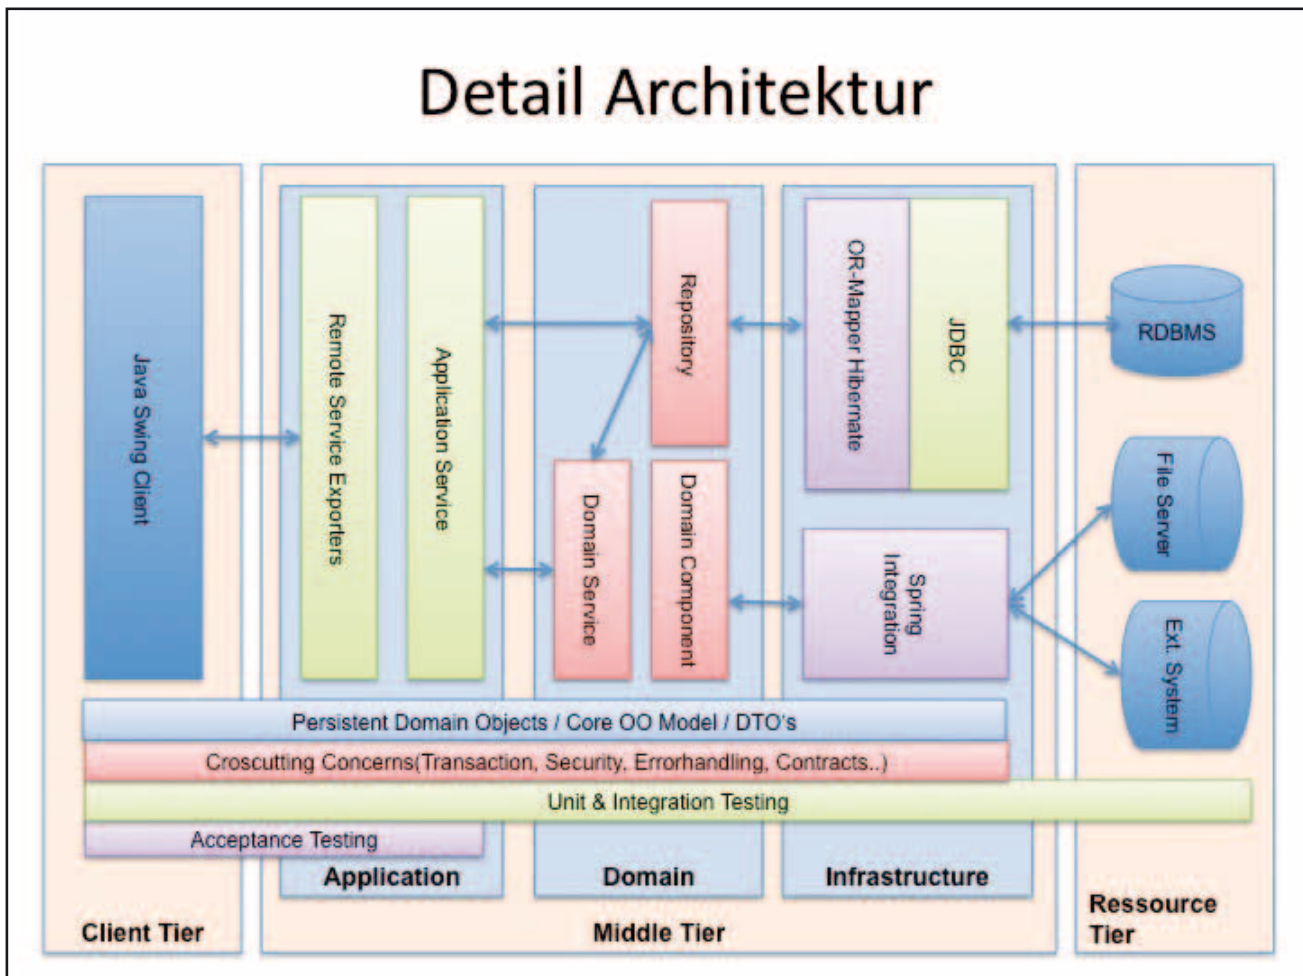 Detail Architektur
Java Swing Client
Remote Service Exporters
Application Service
Repository
Domain Service
Domain Component
OR-Mapper Hibernate
JDBC
Spring
Integration
RDBMS
File Server
Ext. System
Persistent Domain Objects / Core OO Model / DTO's
Croscutting Concerns(Transaction, Security, Errorhandling, Contracts..)
Unit & Integration Testing
Acceptance Testing
Application
Domain
Infrastructure
Client Tier
Middle Tier
Ressource
Tier